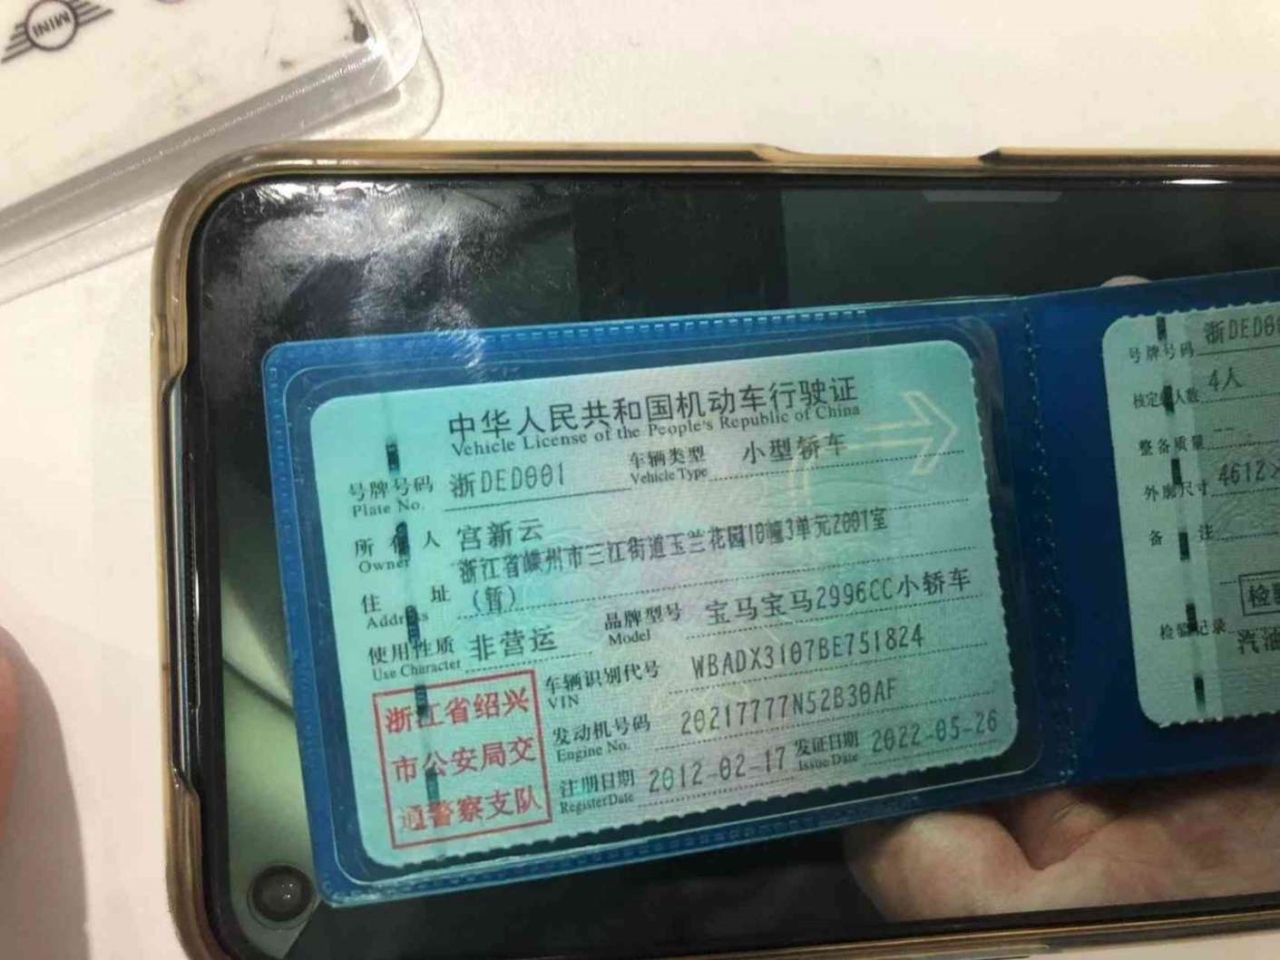 MINI
中华人民共和国机动车行驶证
Vehicle License of the People's Republic of China
号牌号码 浙DED001 车辆类型 小型轿车
Plate No. Vehicle Type
所有人 宫新云
Owner
浙江省嵊州市三江街道玉兰花园10幢3单元2001室
住址 (暂)
Address
使用性质 非营运 品牌型号 宝马宝马2996CC小轿车
Use Character Model
车辆识别代号 WBADX3107BE751824
VIN
发动机号码 20217777N52B30AF
Engine No.
注册日期 2012-02-17 发证日期 2022-05-26
Register Date Issue Date
浙江省绍兴
市公安局交
通警察支队
号牌号码 浙DED00
核定人数 4人
整备质量
外廓尺寸 4612
备注
检
检验记录
汽油